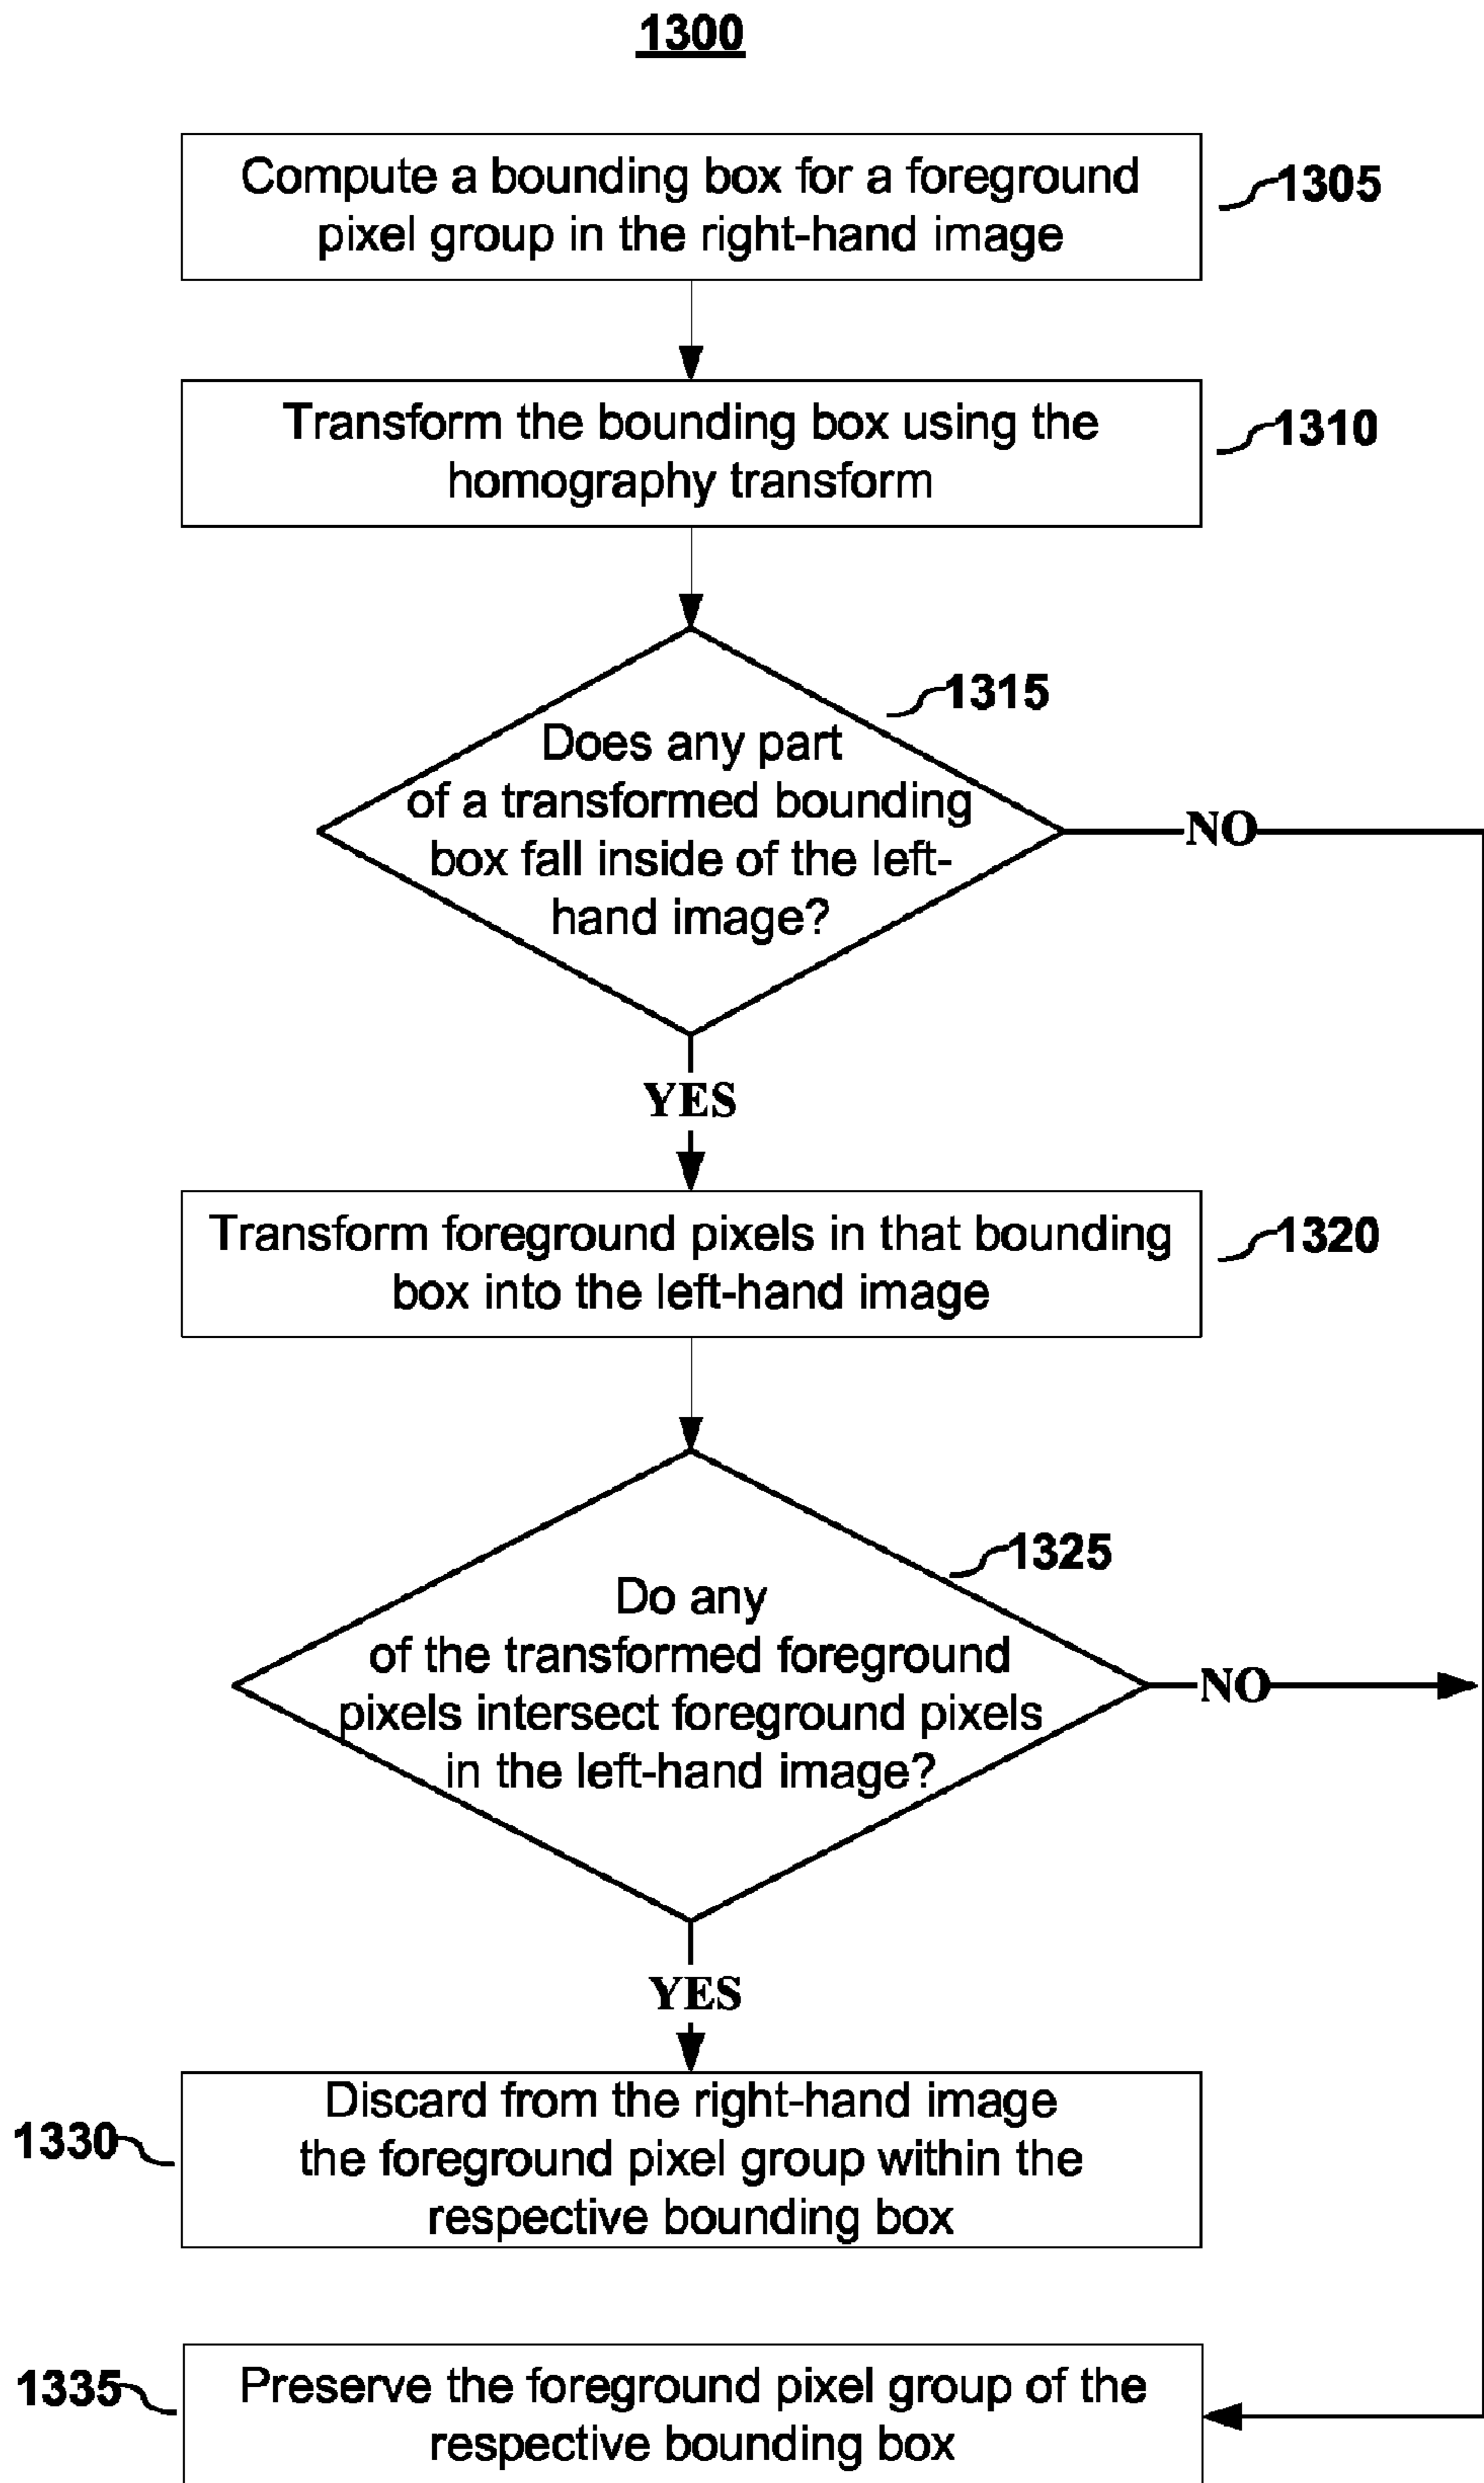 1300
Compute a bounding box for a foreground
pixel group in the right-hand image
1305
Transform the bounding box using the
homography transform
1310
1315
Does any part
of a transformed bounding
box fall inside of the left-
hand image?
NO
YES
Transform foreground pixels in that bounding
box into the left-hand image
1320
1325
Do any
of the transformed foreground
pixels intersect foreground pixels
in the left-hand image?
NO
YES
Discard from the right-hand image
the foreground pixel group within the
respective bounding box
1330
Preserve the foreground pixel group of the
respective bounding box
1335